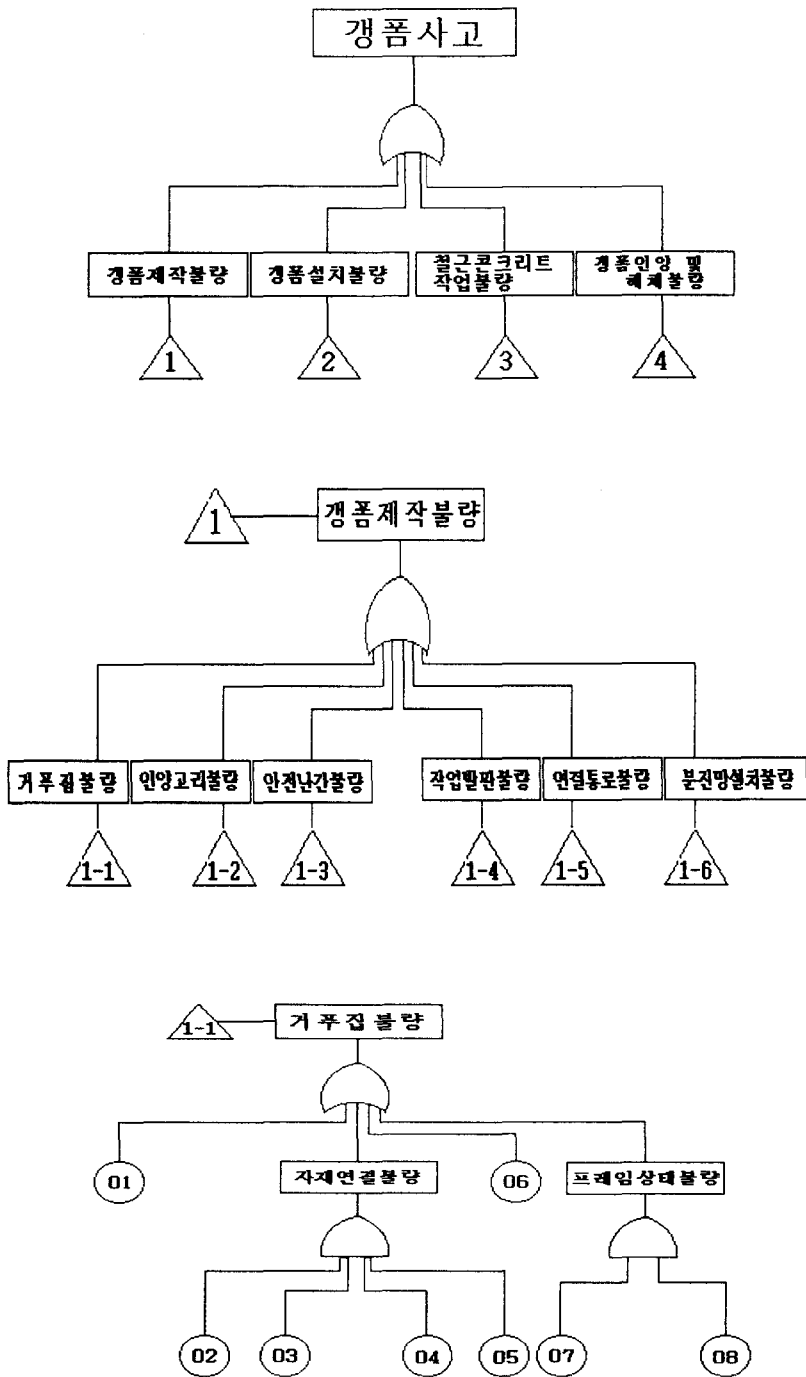 갱폼사고
갱폼제작불량
갱폼설치불량
철근콘크리트
작업불량
갱폼인양 및
해체불량
1
2
3
4
1
갱폼제작불량
거푸집불량
인양고리불량
안전난간불량
작업발판불량
연결통로불량
분진망설치불량
1-1
1-2
1-3
1-4
1-5
1-6
1-1
거푸집불량
01
자재연결불량
06
프레임상태불량
02
03
04
05
07
08